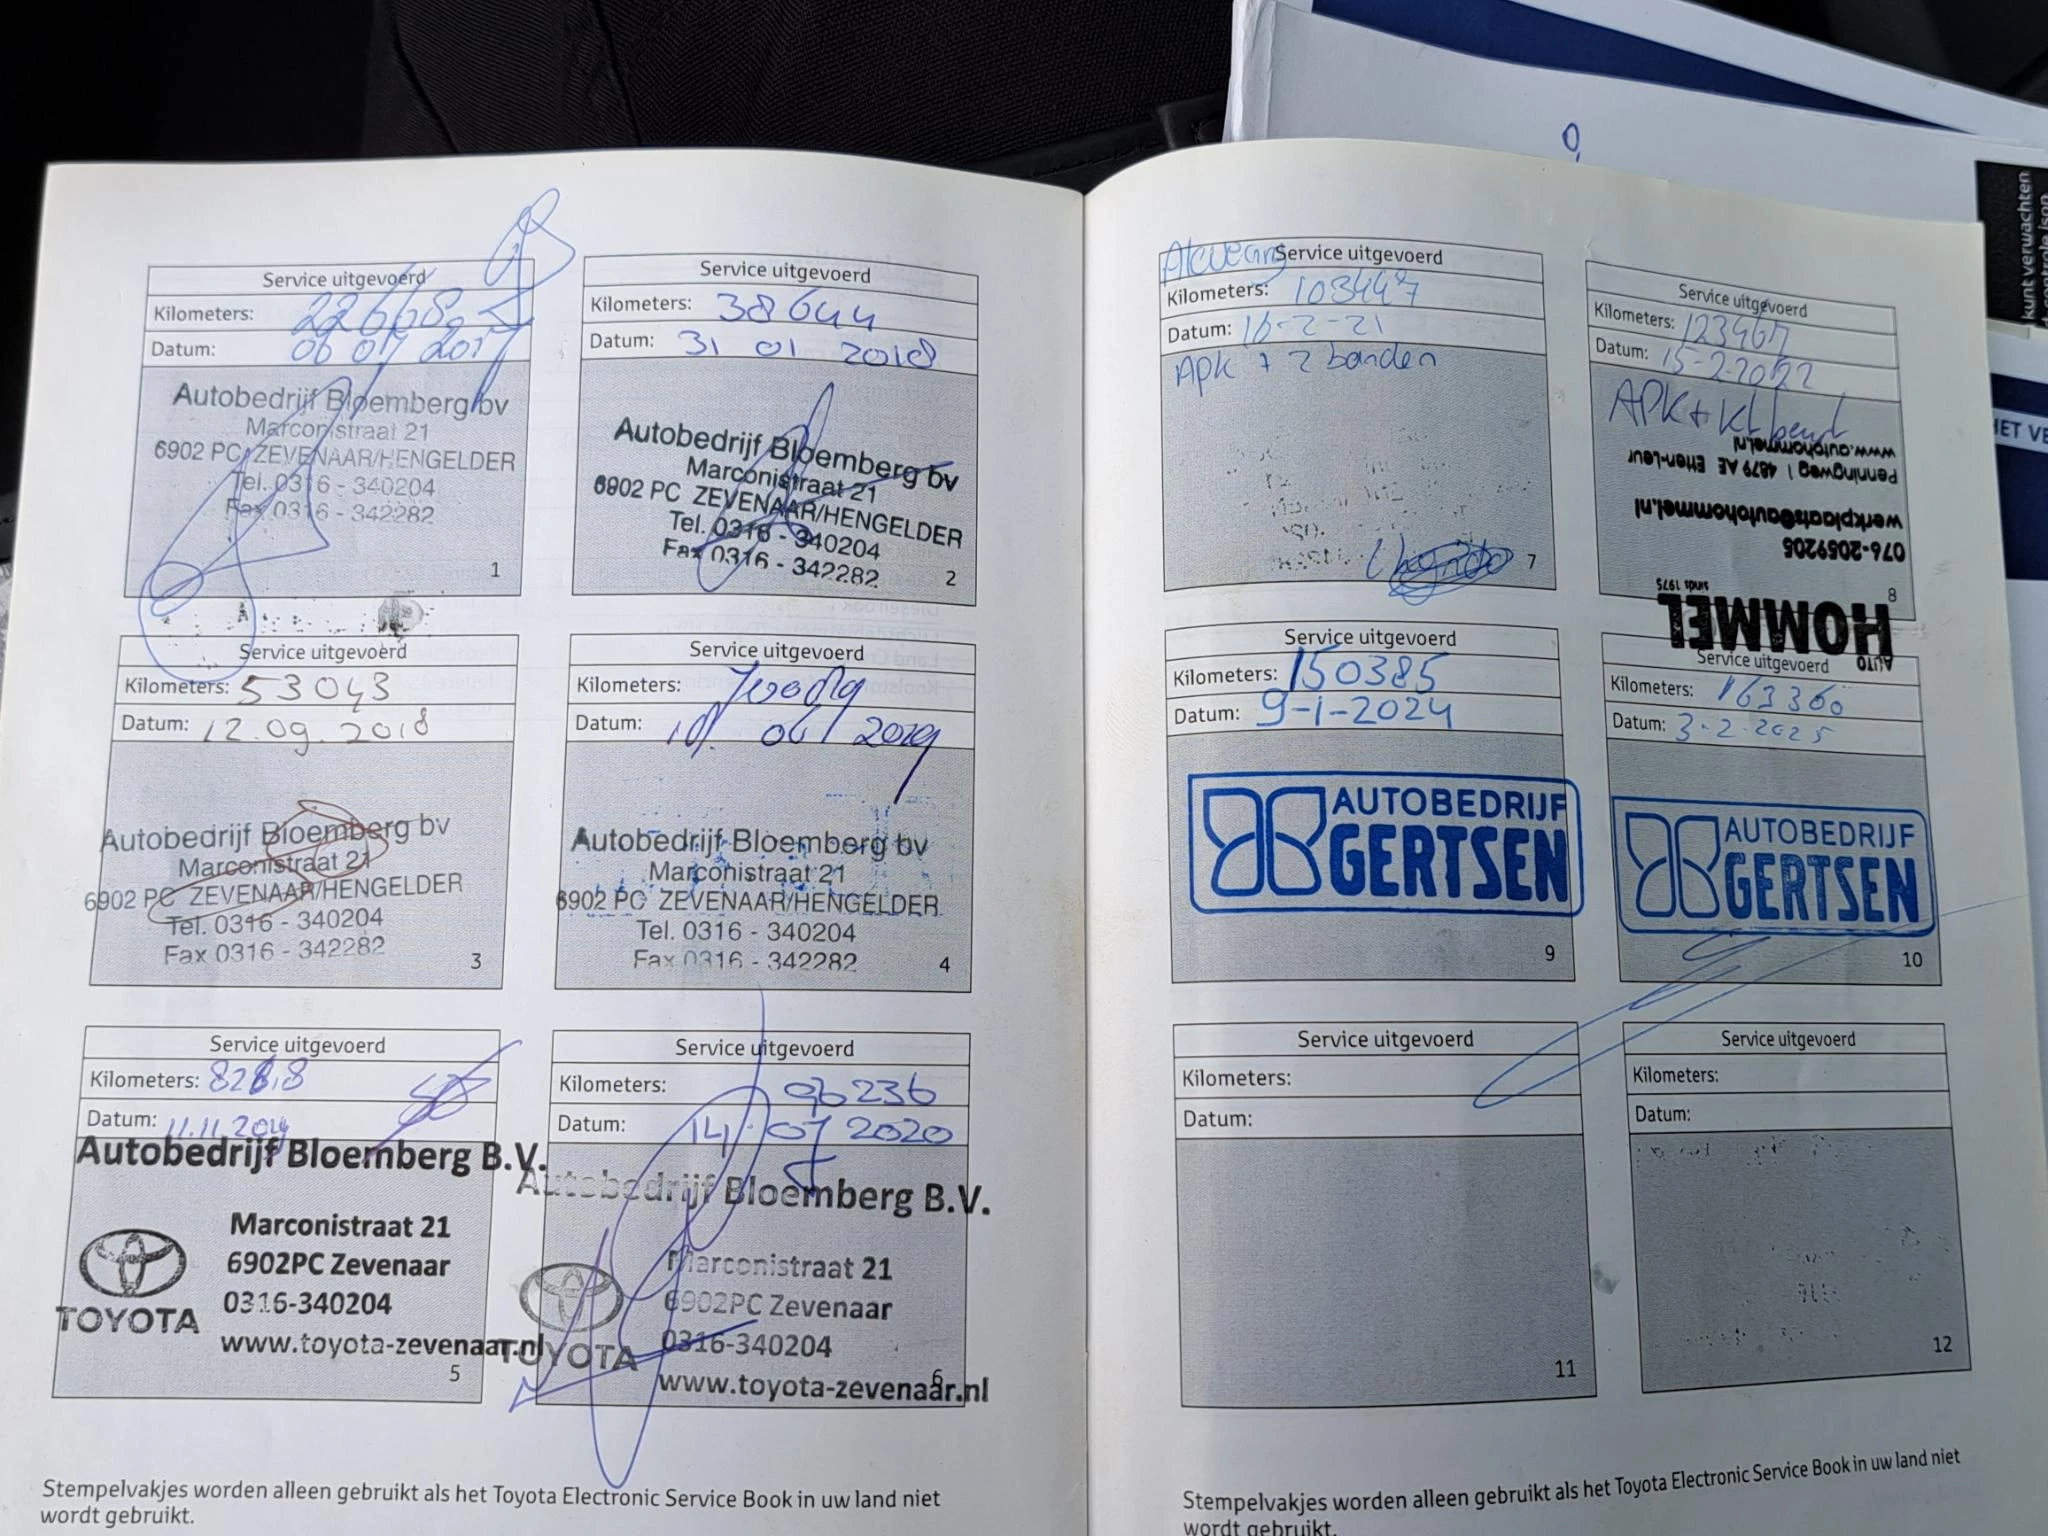 Service uitgevoerd
Kilometers: 22668
Datum: 06 07 2017
Autobedrijf Bloemberg bv
Marconistraat 21
6902 PC ZEVENAAR/HENGELDER
Tel. 0316 - 340204
Fax 0316 - 342282
1
Service uitgevoerd
Kilometers: 38644
Datum: 31 01 2018
Autobedrijf Bloemberg bv
Marconistraat 21
6902 PC ZEVENAAR/HENGELDER
Tel. 0316 - 340204
Fax 0316 - 342282
2
Service uitgevoerd
Kilometers: 53043
Datum: 12.09.2018
Autobedrijf Bloemberg bv
Marconistraat 21
6902 PC ZEVENAAR/HENGELDER
Tel. 0316 - 340204
Fax 0316 - 342282
3
Service uitgevoerd
Kilometers:
Datum: 06 2019
Autobedrijf Bloemberg bv
Marconistraat 21
6902 PC ZEVENAAR/HENGELDER
Tel. 0316 - 340204
Fax 0316 - 342282
4
Service uitgevoerd
Kilometers:
Datum: 11.11.2019
Autobedrijf Bloemberg B.V.
Marconistraat 21
6902PC Zevenaar
0316-340204
TOYOTA
www.toyota-zevenaar.nl
5
Service uitgevoerd
Kilometers: 96236
Datum: 14 07 2020
Autobedrijf Bloemberg B.V.
Marconistraat 21
6902PC Zevenaar
0316-340204
TOYOTA
www.toyota-zevenaar.nl
6
Stempelvakjes worden alleen gebruikt als het Toyota Electronic Service Book in uw land niet
wordt gebruikt.
Service uitgevoerd
Kilometers: 103447
Datum: 16-2-21
Apk + 2 banden
7
Service uitgevoerd
Kilometers: 123467
Datum: 15-2-2022
APK + kl beurt
www.autohommel.nl
Penningweg 1 4879 AE Etten-Leur
werkplaats@autohommel.nl
076-2059205
sinds 1975
AUTO HOMMEL
8
Service uitgevoerd
Kilometers: 150385
Datum: 9-1-2024
AUTOBEDRIJF
GERTSEN
9
Service uitgevoerd
Kilometers: 163360
Datum: 3-2-2025
AUTOBEDRIJF
GERTSEN
10
Service uitgevoerd
Kilometers:
Datum:
11
Service uitgevoerd
Kilometers:
Datum:
12
Stempelvakjes worden alleen gebruikt als het Toyota Electronic Service Book in uw land niet
wordt gebruikt.
kunt verwachten
HET VE